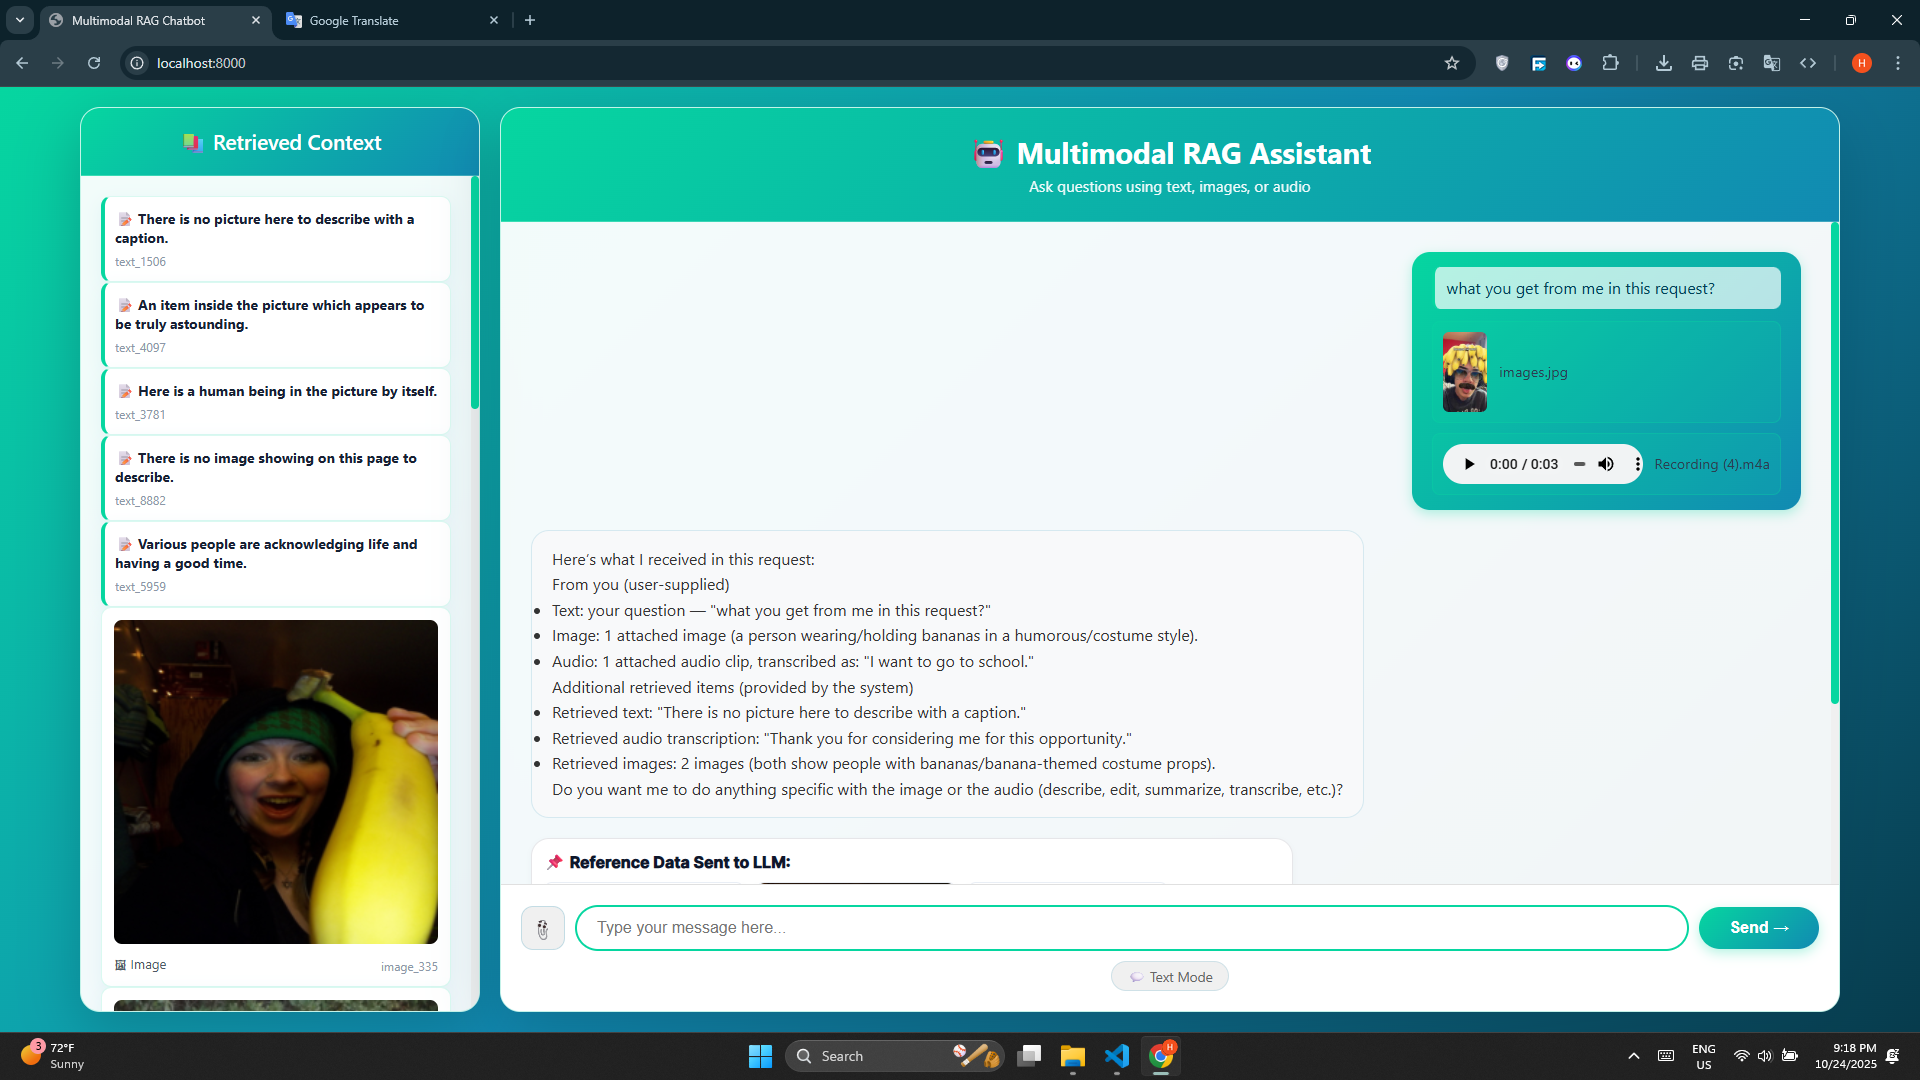 Multimodal RAG Chatbot
Google Translate
localhost:8000
H
Retrieved Context
There is no picture here to describe with a
caption.
text_1506
An item inside the picture which appears to
be truly astounding.
text_4097
Here is a human being in the picture by itself.
text_3781
There is no image showing on this page to
describe.
text_8882
Various people are acknowledging life and
having a good time.
text_5959
Image
image_335
Multimodal RAG Assistant
Ask questions using text, images, or audio
what you get from me in this request?
images.jpg
0:00 / 0:03
Recording (4).m4a
Here’s what I received in this request:
From you (user-supplied)
• Text: your question — "what you get from me in this request?"
• Image: 1 attached image (a person wearing/holding bananas in a humorous/costume style).
• Audio: 1 attached audio clip, transcribed as: "I want to go to school."
Additional retrieved items (provided by the system)
• Retrieved text: "There is no picture here to describe with a caption."
• Retrieved audio transcription: "Thank you for considering me for this opportunity."
• Retrieved images: 2 images (both show people with bananas/banana-themed costume props).
Do you want me to do anything specific with the image or the audio (describe, edit, summarize, transcribe, etc.)?
Reference Data Sent to LLM:
Type your message here...
Send →
Text Mode
3
72°F
Sunny
Search
H
ENG
US
9:18 PM
10/24/2025